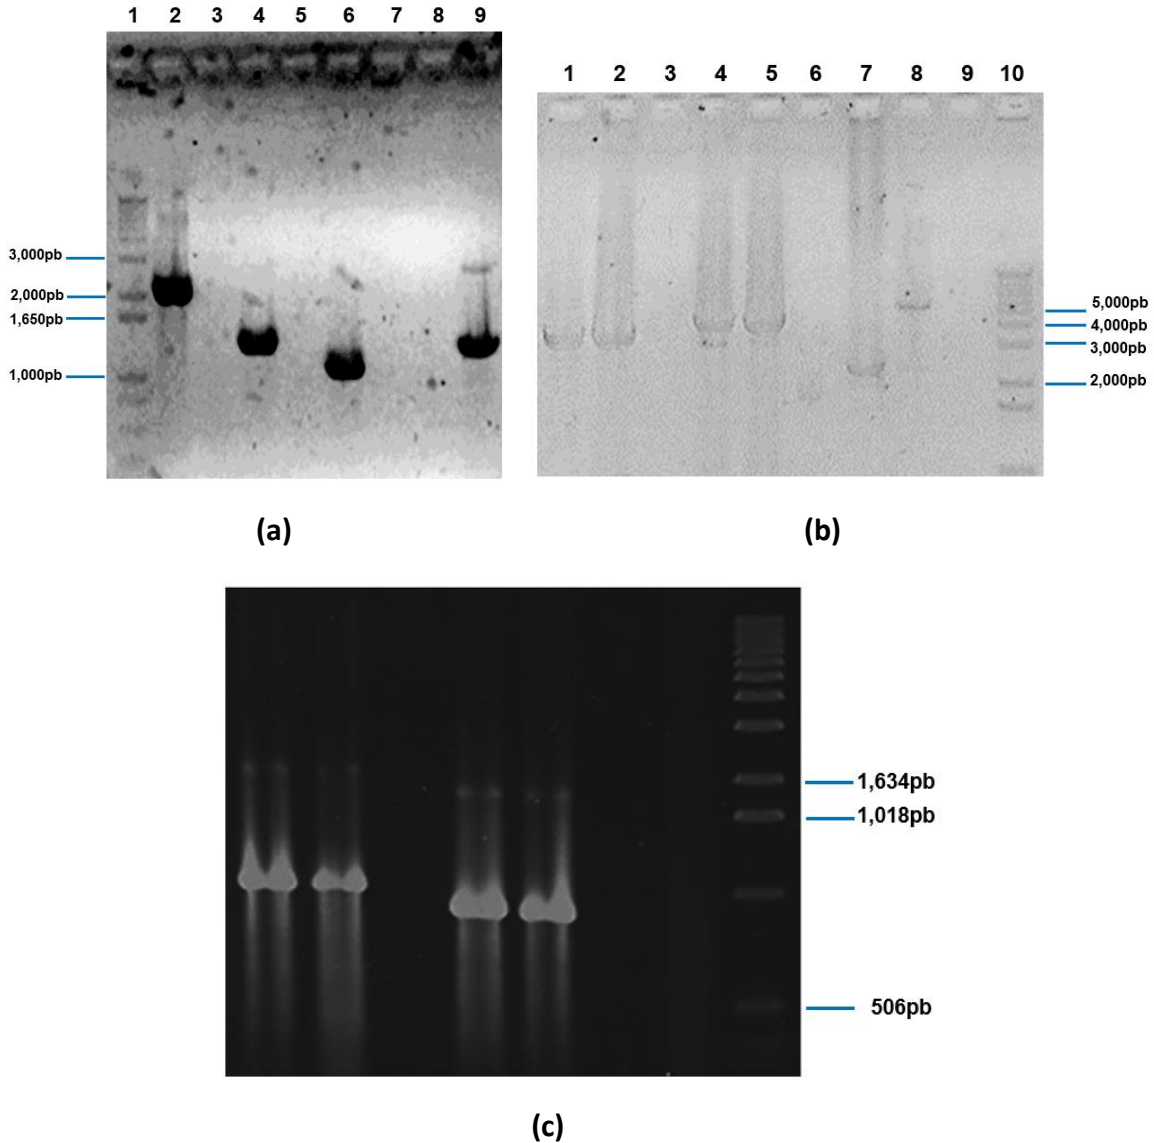 1 2 3 4 5 6 7 8 9
3,000pb
2,000pb
1,650pb
1,000pb
(a)
1 2 3 4 5 6 7 8 9 10
5,000pb
4,000pb
3,000pb
2,000pb
(b)
1,634pb
1,018pb
506pb
(c)